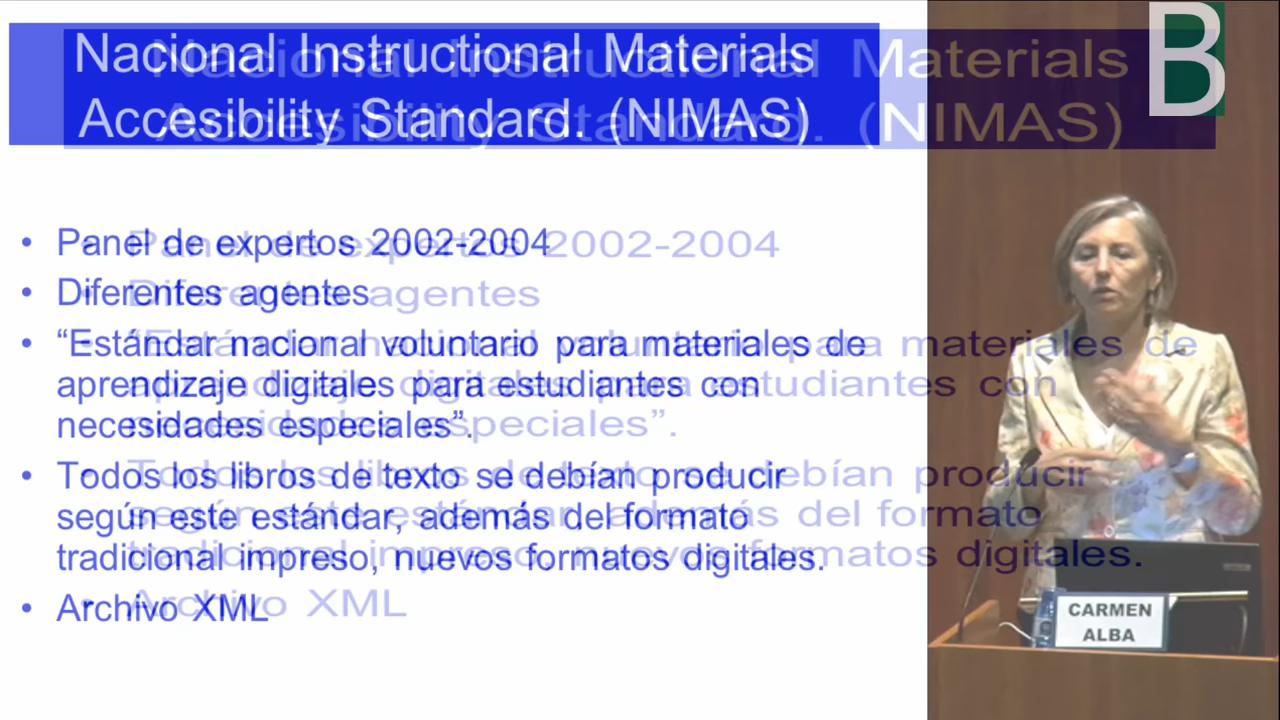 Nacional Instructional Materials
Accesibility Standard. (NIMAS)
B
• Panel de expertos 2002-2004
• Diferentes agentes
• “Estándar nacional voluntario para materiales de
aprendizaje digitales para estudiantes con
necesidades especiales”.
• Todos los libros de texto se debían producir
según este estándar, además del formato
tradicional impreso, nuevos formatos digitales.
• Archivo XML
CARMEN
ALBA